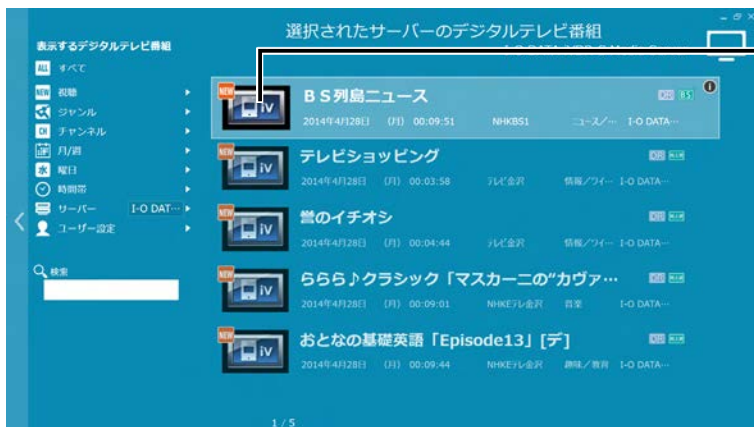 選択されたサーバーのデジタルテレビ番組
表示するデジタルテレビ番組
ALL すべて
NEW 視聴
ジャンル
CH チャンネル
月/週
水 曜日
時間帯
サーバー I-O DAT…
ユーザー設定
検索
NEW iV
BS列島ニュース
BS
2014年4月28日 (月) 00:09:51 NHKBS1 ニュース/… I-O DATA…
NEW iV
テレビショッピング
2014年4月28日 (月) 00:03:58 テレビ金沢 情報/ワイ… I-O DATA…
NEW iV
2014年4月28日 (月) 00:04:44 テレビ金沢 情報/ワイ… I-O DATA…
NEW iV
ららら♪クラシック「マスカーニの“カヴァ…
2014年4月28日 (月) 00:09:01 NHKEテレ金沢 音楽 I-O DATA…
NEW iV
おとなの基礎英語「Episode13」[デ]
2014年4月28日 (月) 00:09:44 NHKEテレ金沢 趣味/教育 I-O DATA…
1 / 5